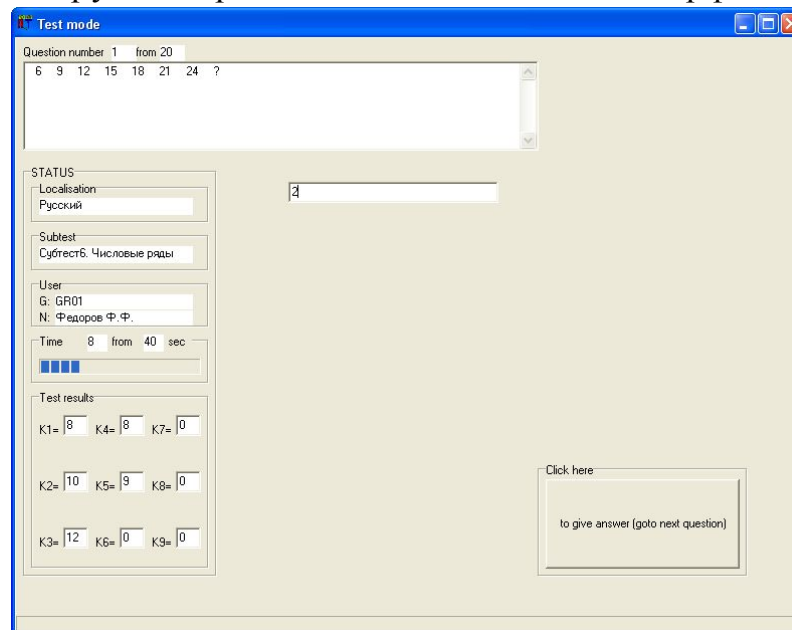 Test mode
Question number 1 from 20
6 9 12 15 18 21 24 ?
2
STATUS
Localisation
Русский
Subtest
Субтест6. Числовые ряды
User
G: GR01
N: Федоров Ф.Ф.
Time 8 from 40 sec
Test results
K1= 8 K4= 8 K7= 0
K2= 10 K5= 9 K8= 0
K3= 12 K6= 0 K9= 0
Click here
to give answer (goto next question)